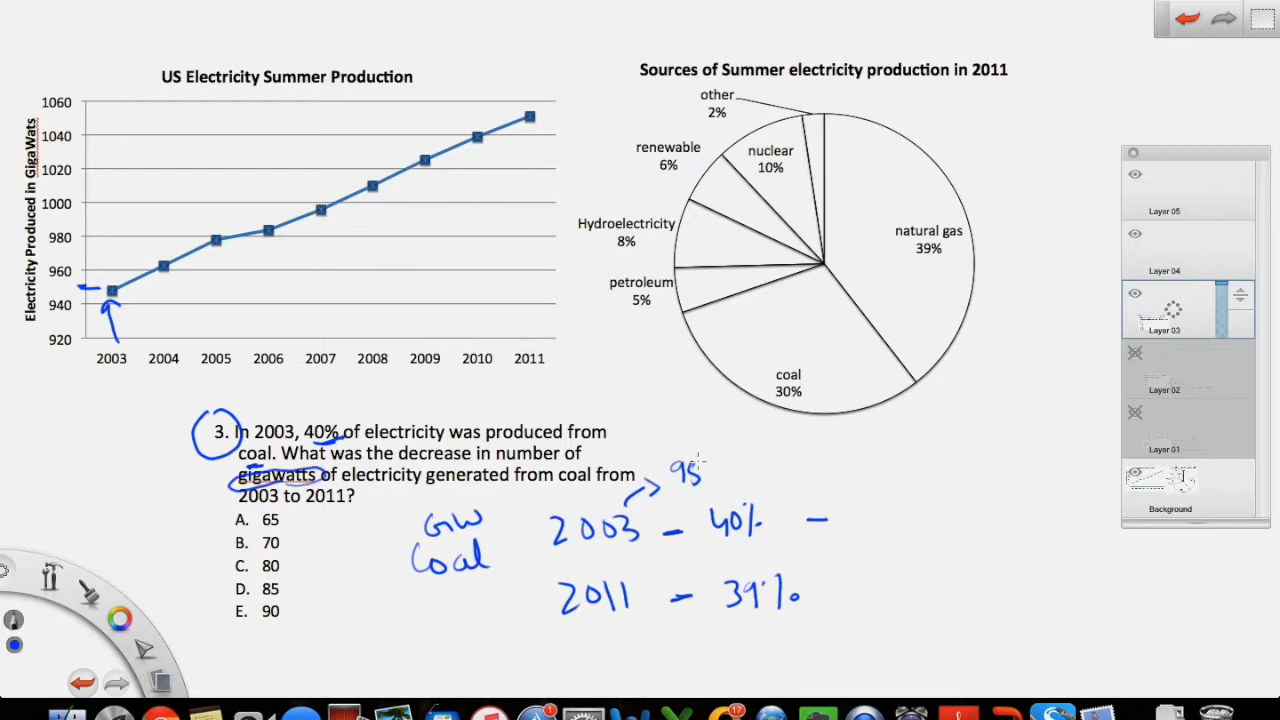 US Electricity Summer Production
Electricity Produced in GigaWats
1060
1040
1020
1000
980
960
940
920
2003 2004 2005 2006 2007 2008 2009 2010 2011
Sources of Summer electricity production in 2011
other
2%
renewable
6%
nuclear
10%
Hydroelectricity
8%
natural gas
39%
petroleum
5%
coal
30%
3. In 2003, 40% of electricity was produced from
coal. What was the decrease in number of
gigawatts of electricity generated from coal from
2003 to 2011?
A. 65
B. 70
C. 80
D. 85
E. 90
95
GW 2003 - 40% -
Coal
2011 - 39%
Layer 05
Layer 04
Layer 03
Layer 02
Layer 01
Background
1
17